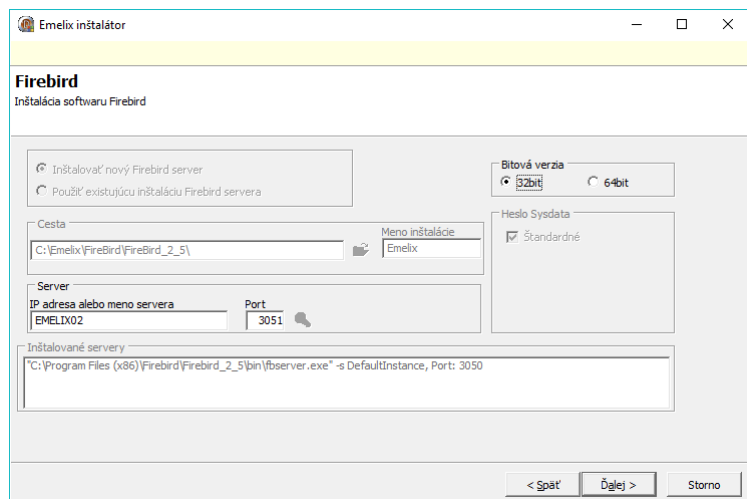 Emelix inštalátor
Firebird
Inštalácia softwaru Firebird
Inštalovať nový Firebird server
Použiť existujúcu inštaláciu Firebird servera
Bitová verzia
32bit 64bit
Cesta
C:\Emelix\FireBird\FireBird_2_5\
Meno inštalácie
Emelix
Heslo Sysdata
Štandardné
Server
IP adresa alebo meno servera Port
EMELIX02 3051
Inštalované servery
"C:\Program Files (x86)\Firebird\Firebird_2_5\bin\fbserver.exe" -s DefaultInstance, Port: 3050
< Späť Ďalej > Storno